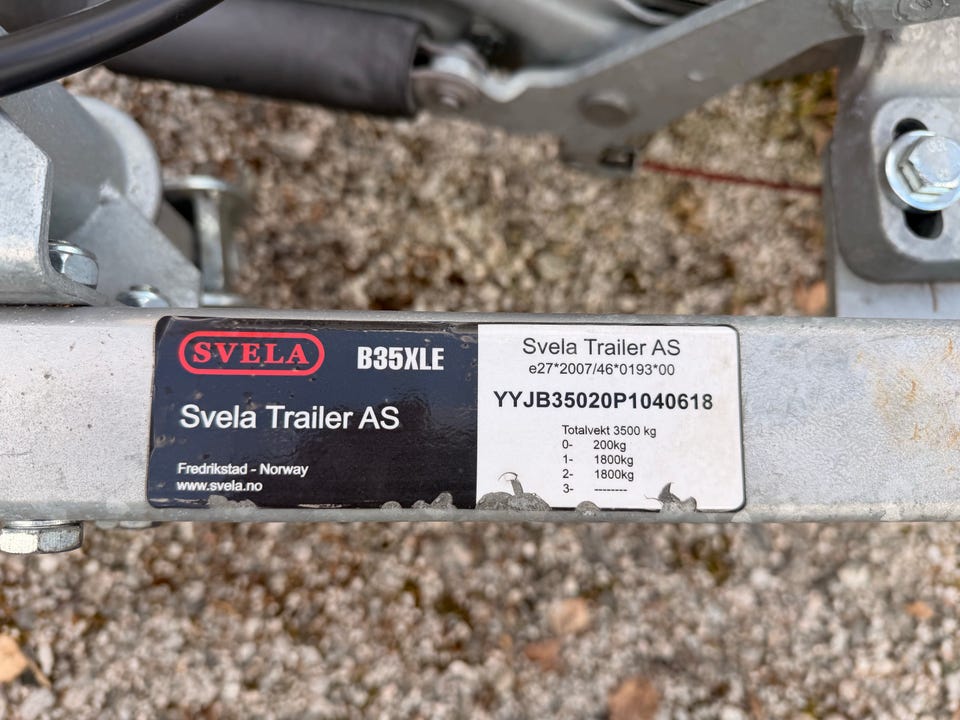 SVELA B35XLE
Svela Trailer AS
Fredrikstad - Norway
www.svela.no
Svela Trailer AS
e27*2007/46*0193*00
YYJB35020P1040618
Totalvekt 3500 kg
0- 200kg
1- 1800kg
2- 1800kg
3- --------